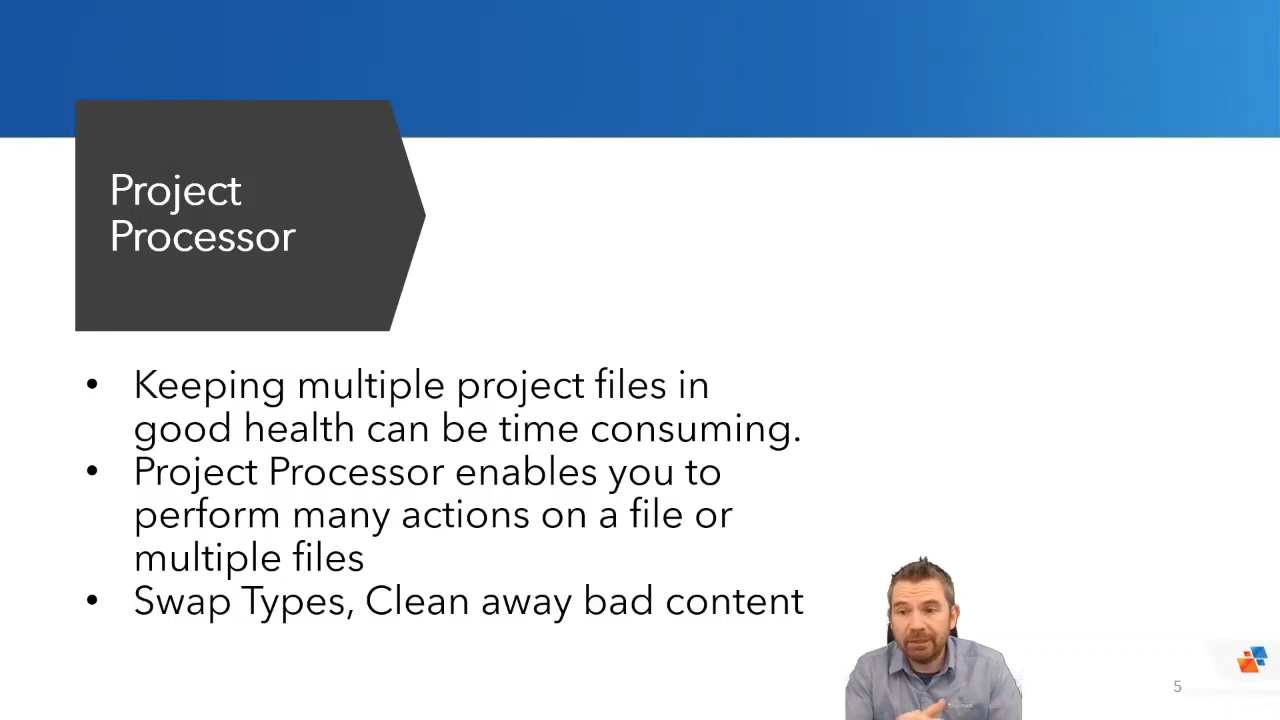 Project
Processor
• Keeping multiple project files in
good health can be time consuming.
• Project Processor enables you to
perform many actions on a file or
multiple files
• Swap Types, Clean away bad content
5